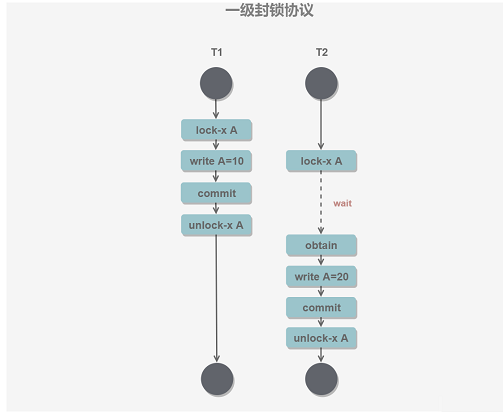 一级封锁协议
T1 T2
lock-x A
write A=10
commit
unlock-x A
lock-x A
wait
obtain
write A=20
commit
unlock-x A